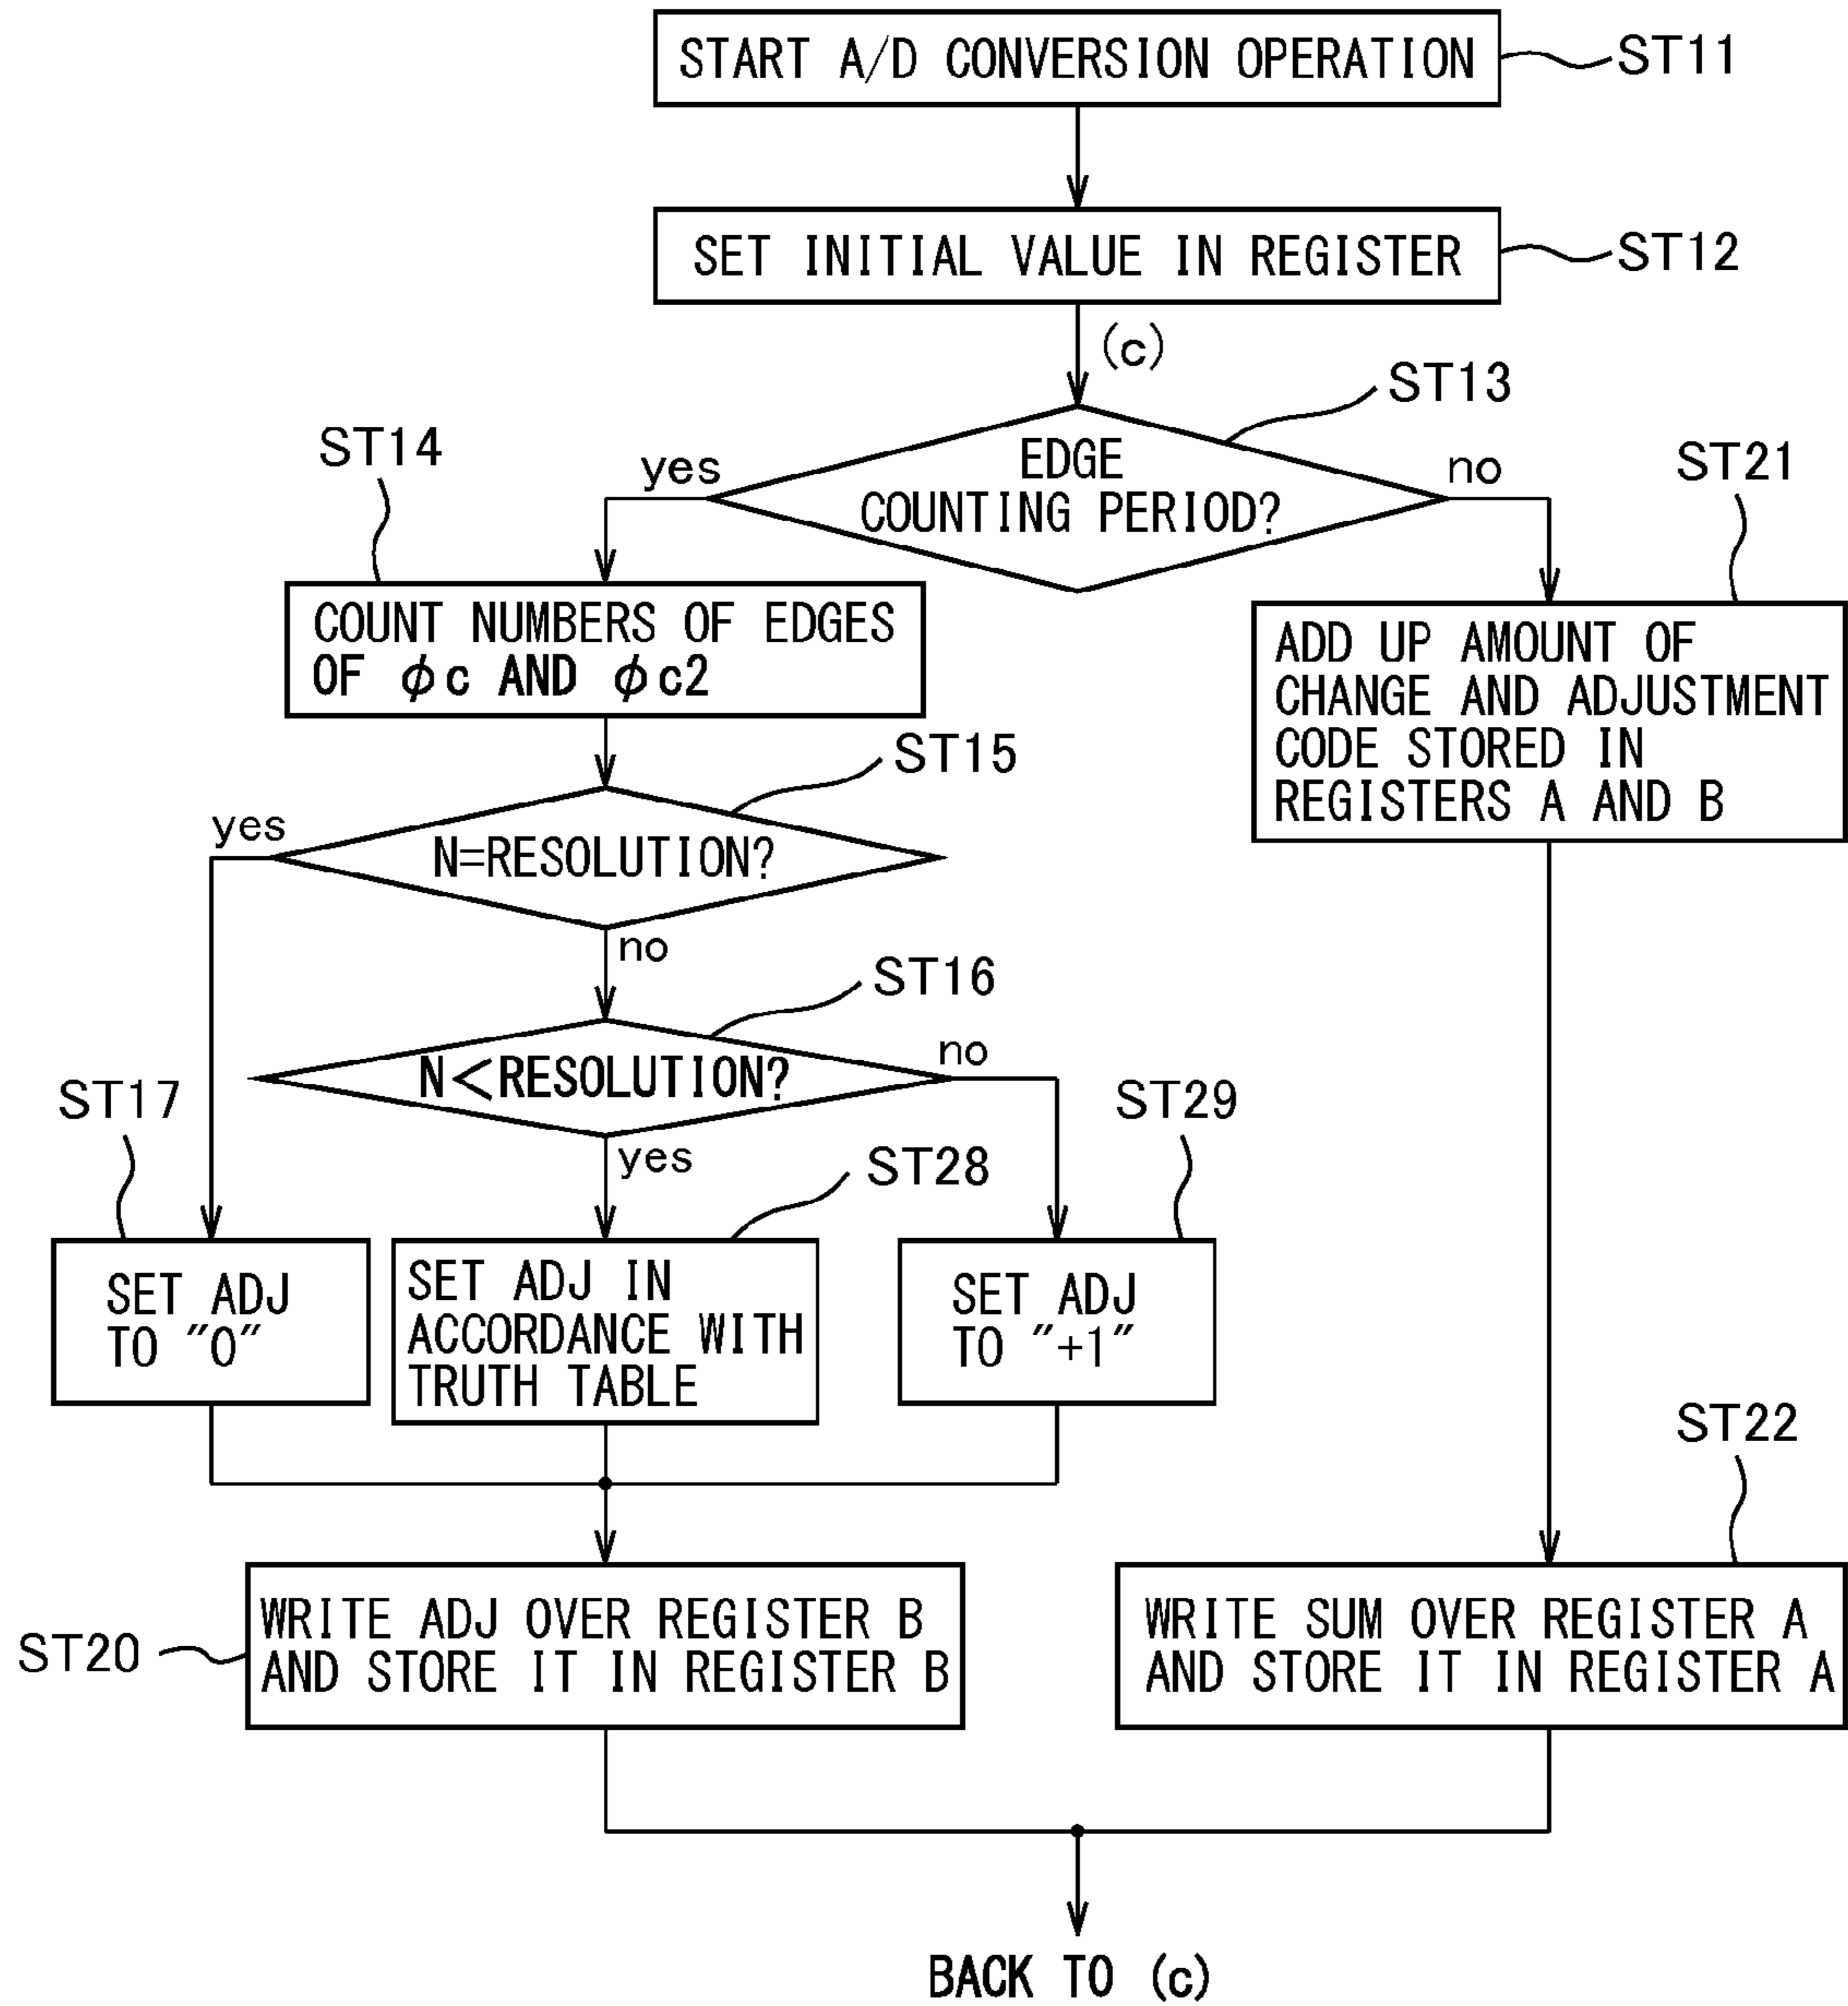 START A/D CONVERSION OPERATION
ST11
SET INITIAL VALUE IN REGISTER
ST12
(c)
ST13
EDGE
COUNTING PERIOD?
yes
no
ST14
ST21
COUNT NUMBERS OF EDGES
OF ϕc AND ϕc2
ADD UP AMOUNT OF
CHANGE AND ADJUSTMENT
CODE STORED IN
REGISTERS A AND B
ST15
yes
N=RESOLUTION?
no
ST16
N<RESOLUTION?
no
yes
ST17
ST28
ST29
SET ADJ
TO "0"
SET ADJ IN
ACCORDANCE WITH
TRUTH TABLE
SET ADJ
TO "+1"
ST22
ST20
WRITE ADJ OVER REGISTER B
AND STORE IT IN REGISTER B
WRITE SUM OVER REGISTER A
AND STORE IT IN REGISTER A
BACK TO (c)